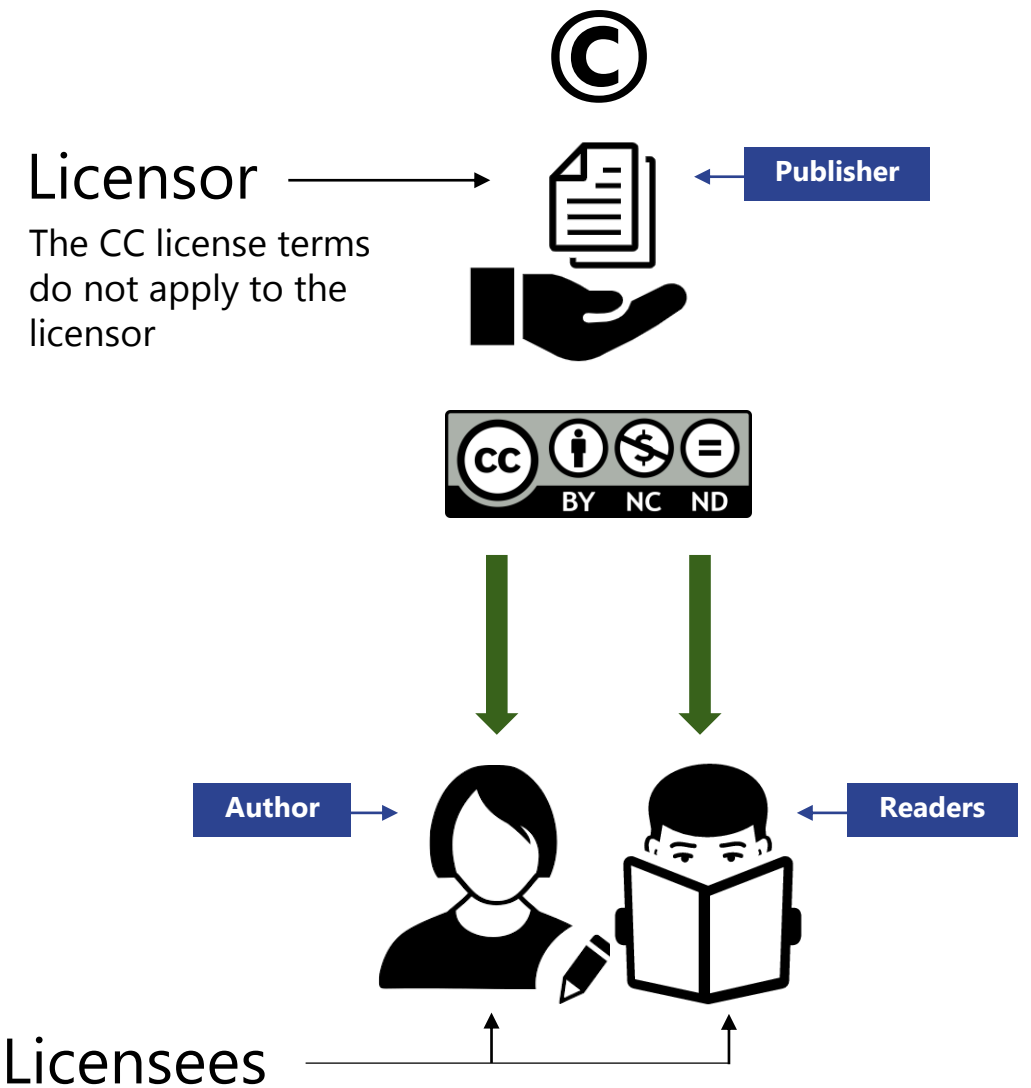 ©
Licensor
Publisher
The CC license terms
do not apply to the
licensor
CC
BY NC ND
Author
Readers
Licensees